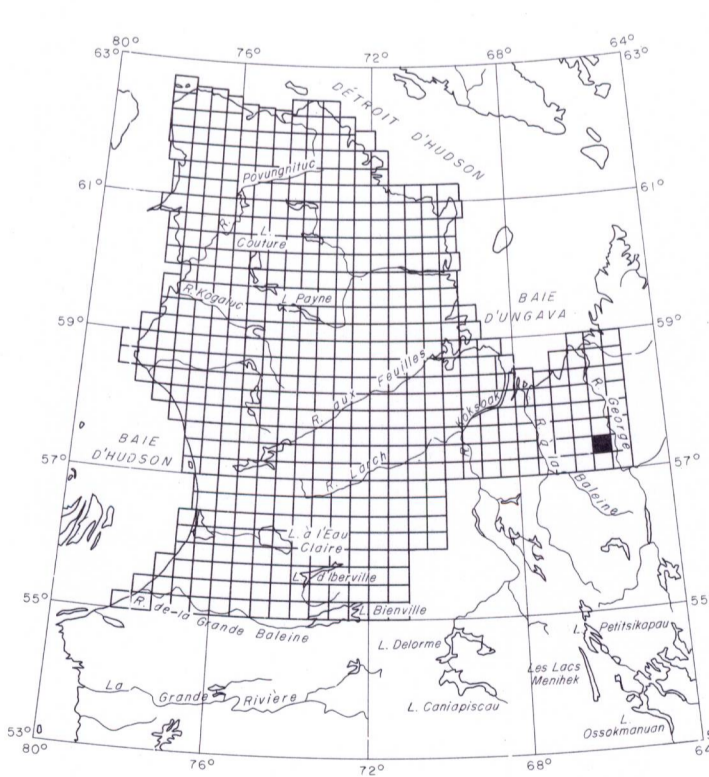 80°
76°
72°
68°
64°
63°
63°
DÉTROIT D'HUDSON
Povungnituc
R.
61°
61°
L.
Couture
R. Kogaluc
L. Payne
BAIE
D'UNGAVA
59°
59°
R. aux Feuilles
Koksoak
R.
R. George
R. à la Baleine
BAIE
D'HUDSON
57°
57°
R. Larch
L. à l'Eau
Claire
L. d'Iberville
L. Bienville
55°
R. de-la Grande Baleine
L. Delorme
L. Petitsikapau
Les Lacs
Menihek
La Grande Rivière
L. Caniapiscau
L.
Ossokmanuan
53°
80°
76°
72°
68°